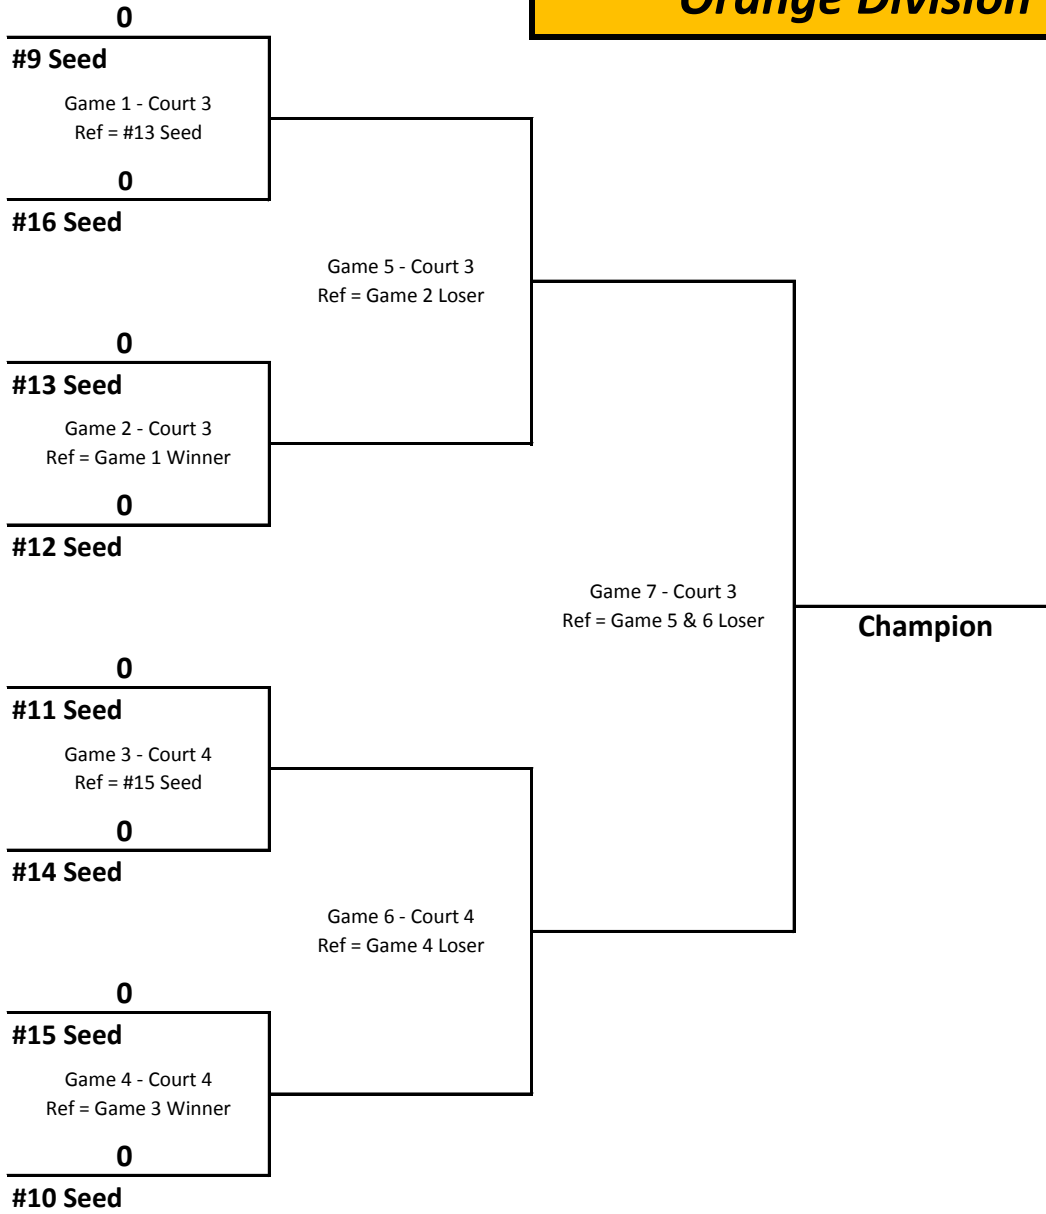 Orange Division
0
#9 Seed
Game 1 - Court 3
Ref = #13 Seed
0
#16 Seed
Game 5 - Court 3
Ref = Game 2 Loser
0
#13 Seed
Game 2 - Court 3
Ref = Game 1 Winner
0
#12 Seed
Game 7 - Court 3
Ref = Game 5 & 6 Loser
Champion
0
#11 Seed
Game 3 - Court 4
Ref = #15 Seed
0
#14 Seed
Game 6 - Court 4
Ref = Game 4 Loser
0
#15 Seed
Game 4 - Court 4
Ref = Game 3 Winner
0
#10 Seed